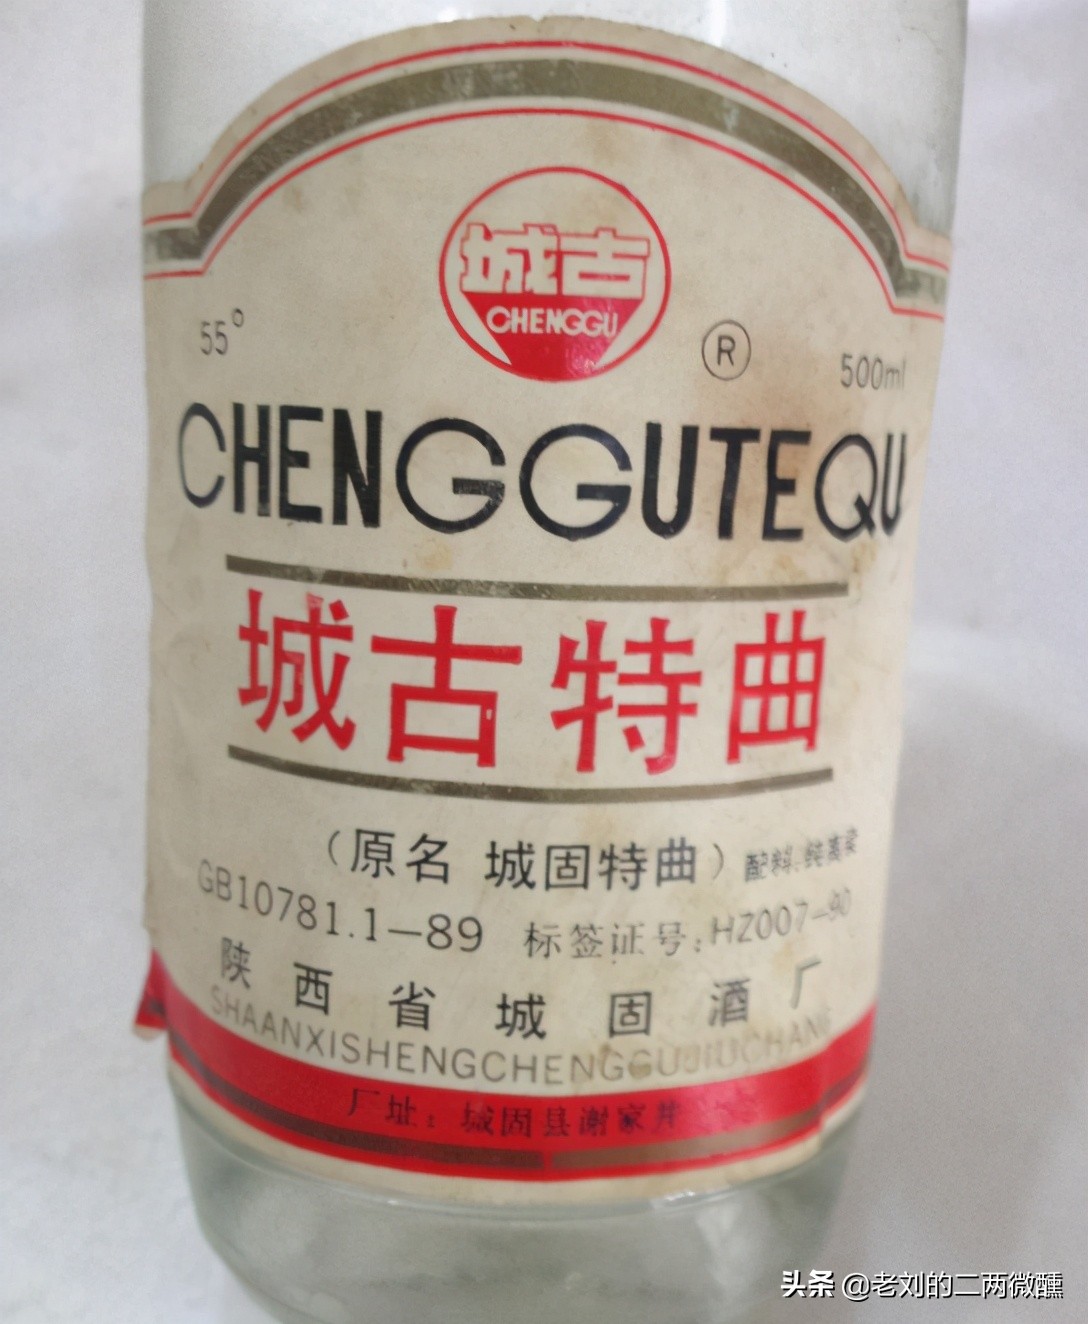 城古
CHENGGU
55°
®
500ml
CHENGGUTEQU
城古特曲
（原名 城固特曲）配料:纯高粱
GB10781.1—89 标签证号:HZ007—90
陕西省城固酒厂
SHAANXISHENGCHENGGUJIUCHANG
厂址：城固县谢家井
头条 @老刘的二两微醺